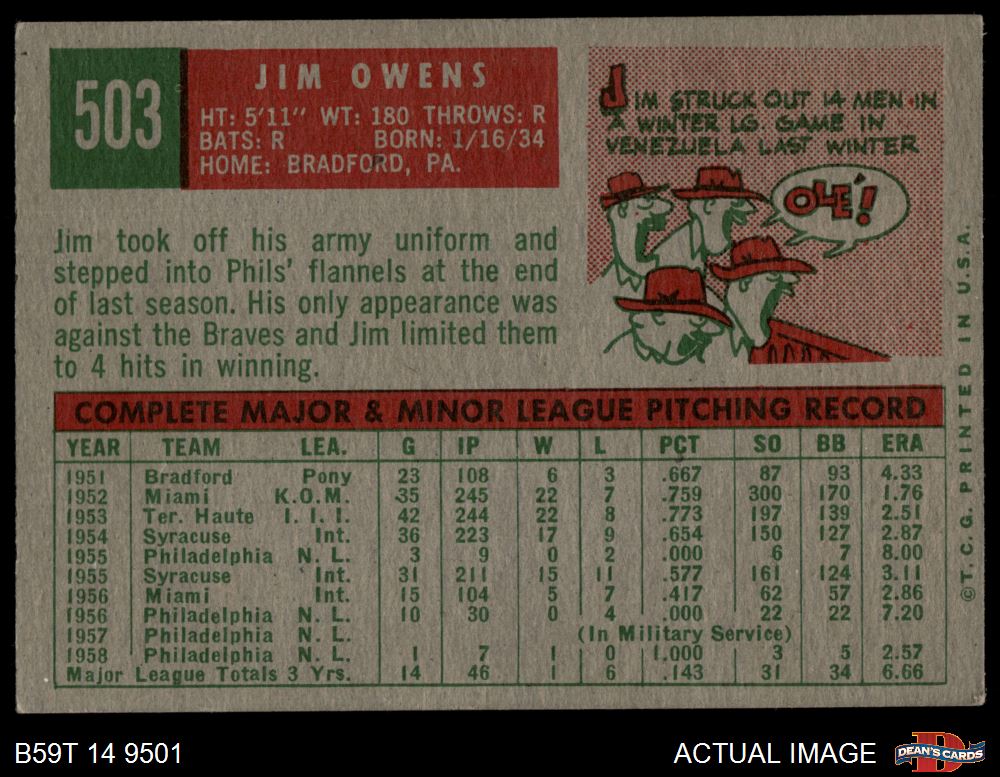 503
JIM OWENS
HT: 5'11" WT: 180 THROWS: R
BATS: R BORN: 1/16/34
HOME: BRADFORD, PA.
JIM STRUCK OUT 14 MEN IN
A WINTER LG GAME IN
VENEZUELA LAST WINTER
OLÉ!
Jim took off his army uniform and
stepped into Phils' flannels at the end
of last season. His only appearance was
against the Braves and Jim limited them
to 4 hits in winning.
COMPLETE MAJOR & MINOR LEAGUE PITCHING RECORD
YEAR TEAM LEA. G IP W L PCT SO BB ERA
1951 Bradford Pony 23 108 6 3 .667 87 93 4.33
1952 Miami K.O.M. 35 245 22 7 .759 300 170 1.76
1953 Ter. Haute I. I. I. 42 244 22 8 .773 197 139 2.51
1954 Syracuse Int. 36 223 17 9 .654 150 127 2.87
1955 Philadelphia N. L. 3 9 0 2 .000 6 7 8.00
1955 Syracuse Int. 31 211 15 11 .577 161 124 3.11
1956 Miami Int. 15 104 5 7 .417 62 57 2.86
1956 Philadelphia N. L. 10 30 0 4 .000 22 22 7.20
1957 Philadelphia N. L. (In Military Service)
1958 Philadelphia N. L. 1 7 1 0 1.000 3 5 2.57
Major League Totals 3 Yrs. 14 46 1 6 .143 31 34 6.66
©T. C. G. PRINTED IN U.S.A.
B59T 14 9501
ACTUAL IMAGE
DEAN'S CARDS